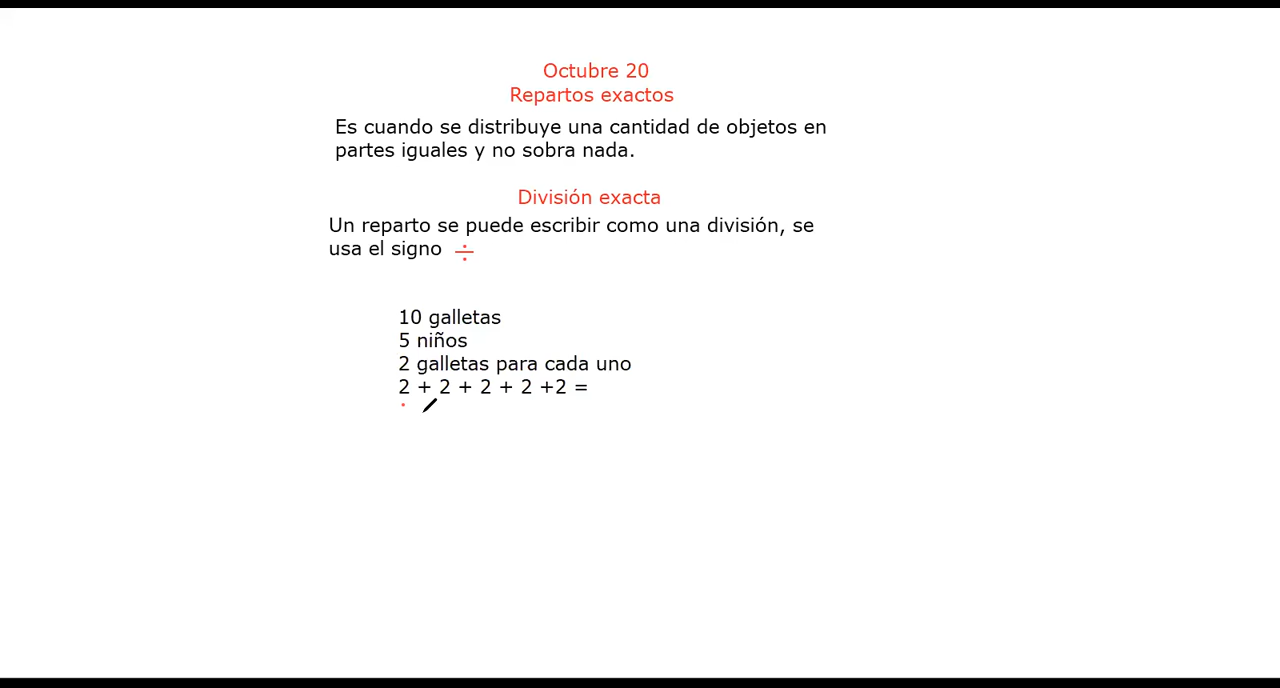 Octubre 20
Repartos exactos
Es cuando se distribuye una cantidad de objetos en
partes iguales y no sobra nada.
División exacta
Un reparto se puede escribir como una división, se
usa el signo ÷
10 galletas
5 niños
2 galletas para cada uno
2 + 2 + 2 + 2 +2 =